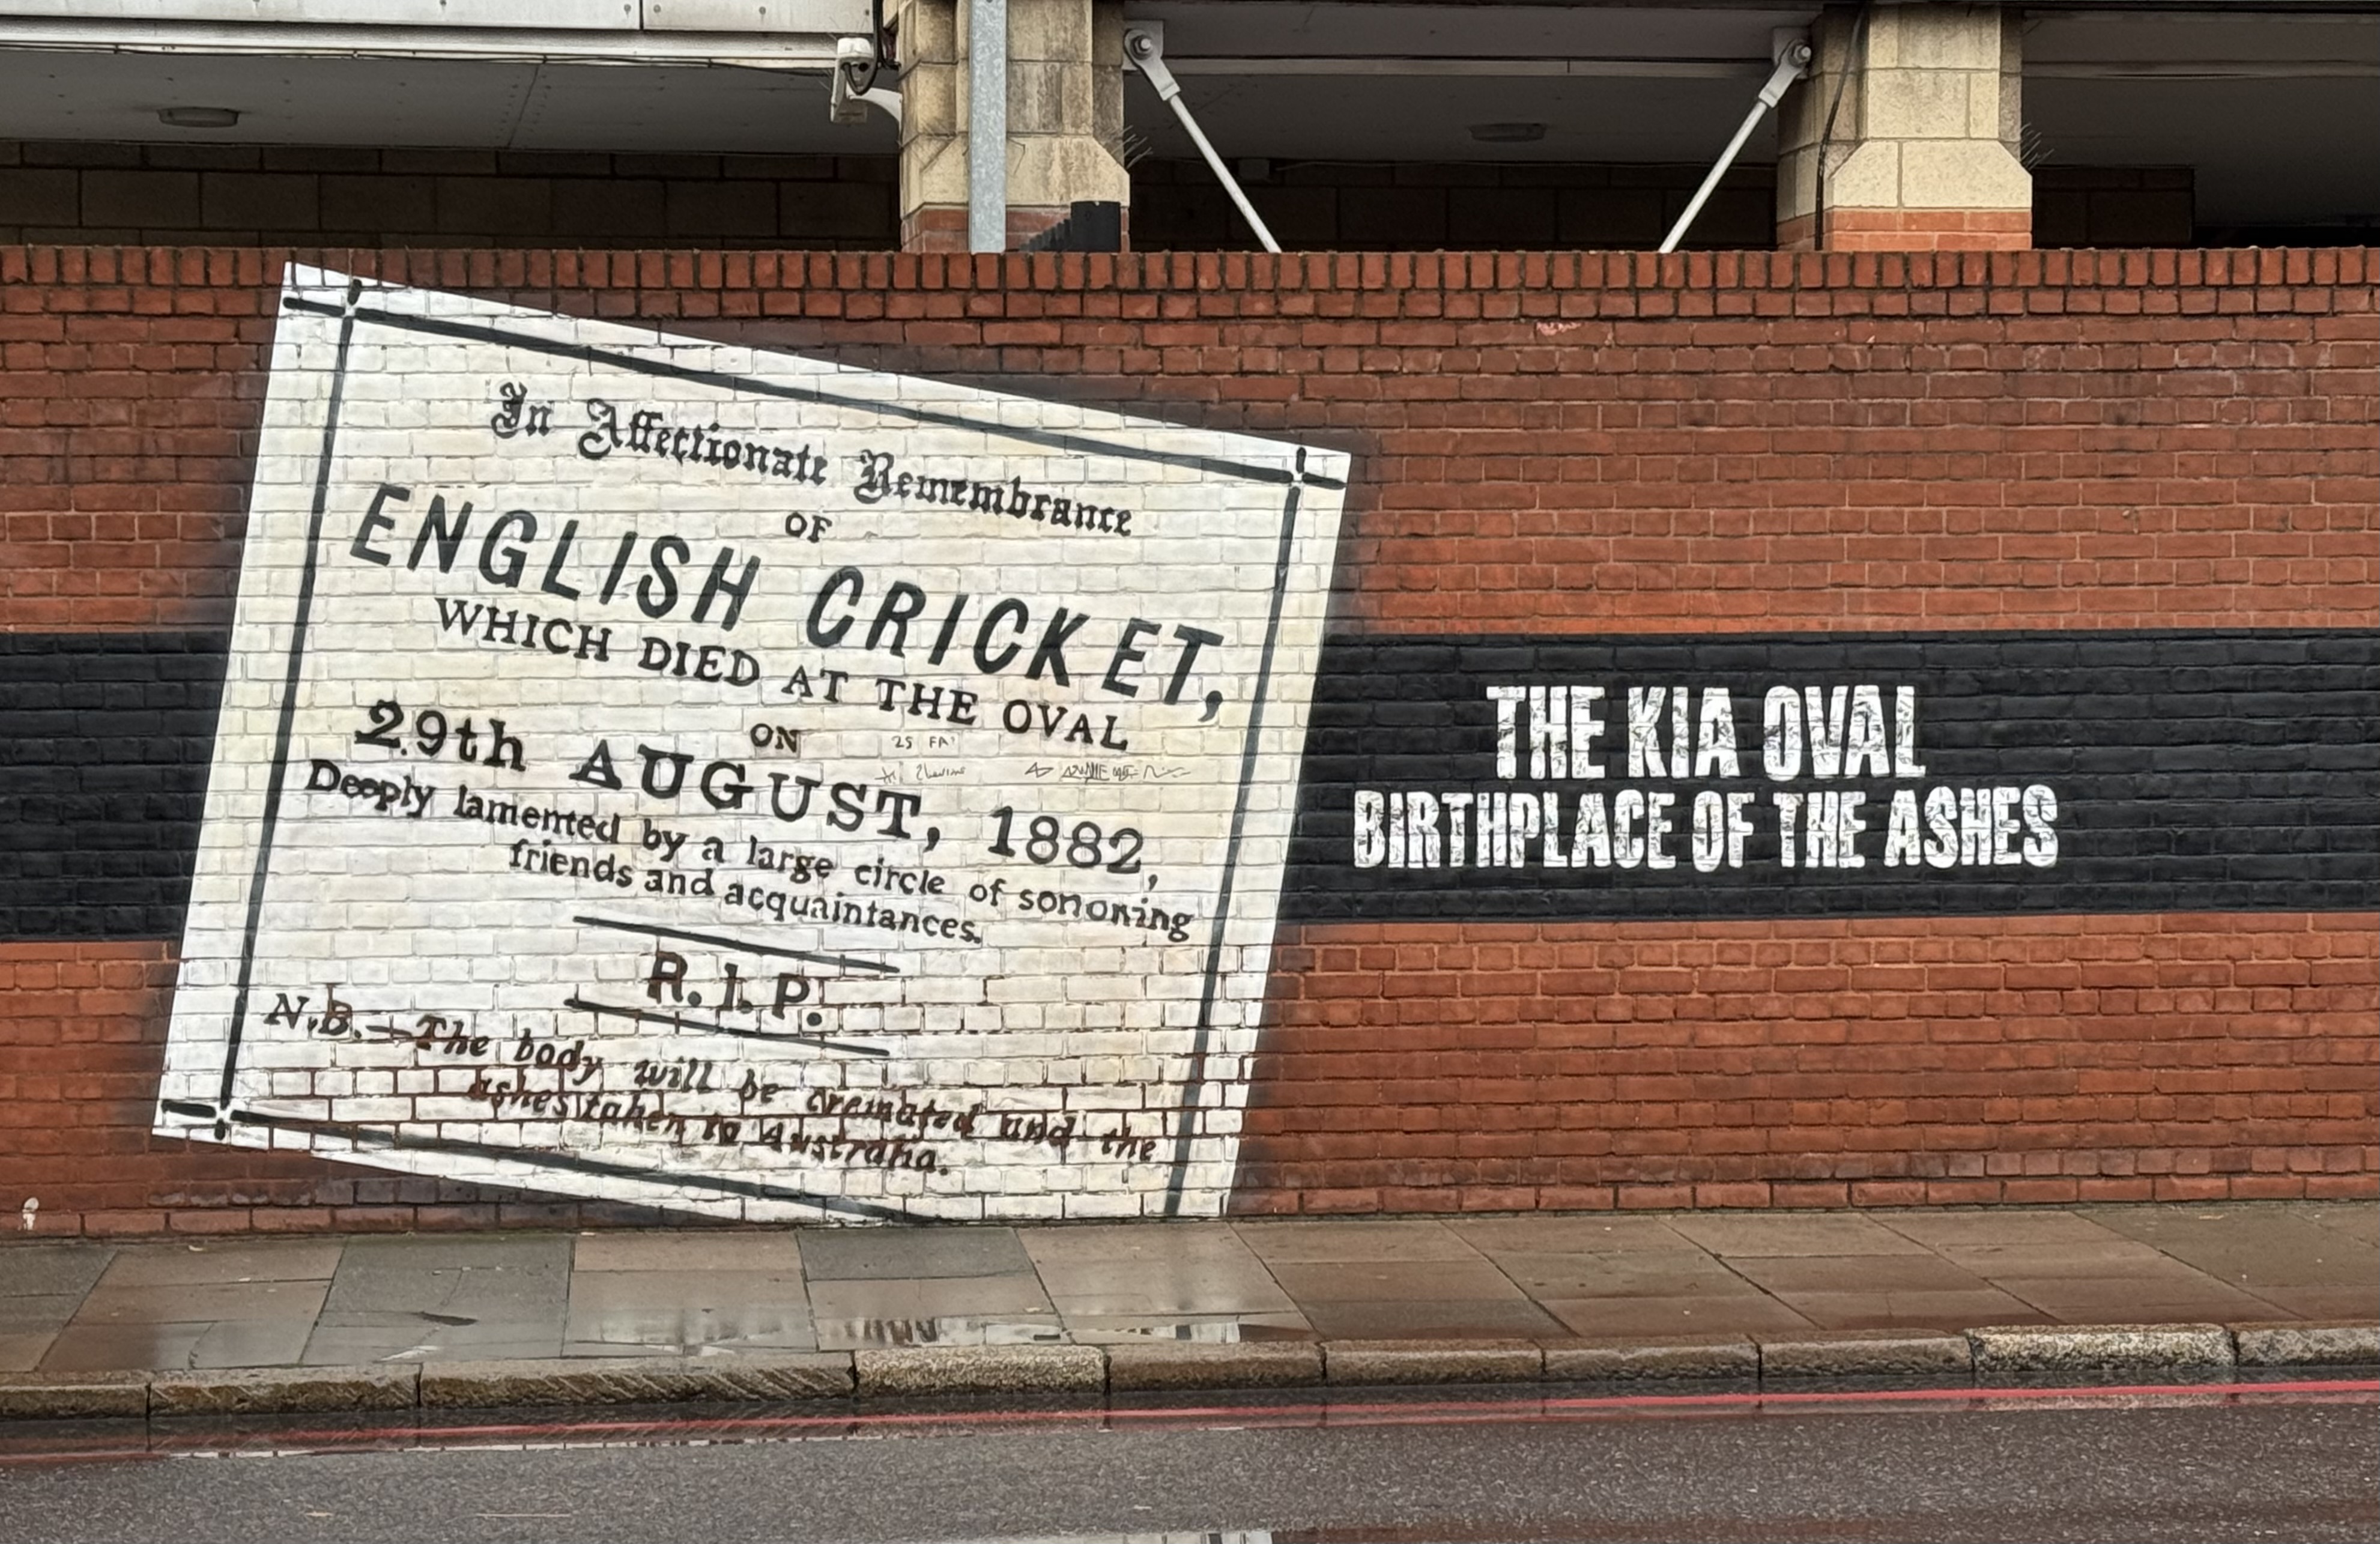 In Affectionate Remembrance
OF
ENGLISH CRICKET,
WHICH DIED AT THE OVAL
ON
29th AUGUST, 1882,
Deeply lamented by a large circle of sononing
friends and acquaintances.
R. I. P.
N.B.—The body will be cremated and the
ashes taken to Australia.
THE KIA OVAL
BIRTHPLACE OF THE ASHES